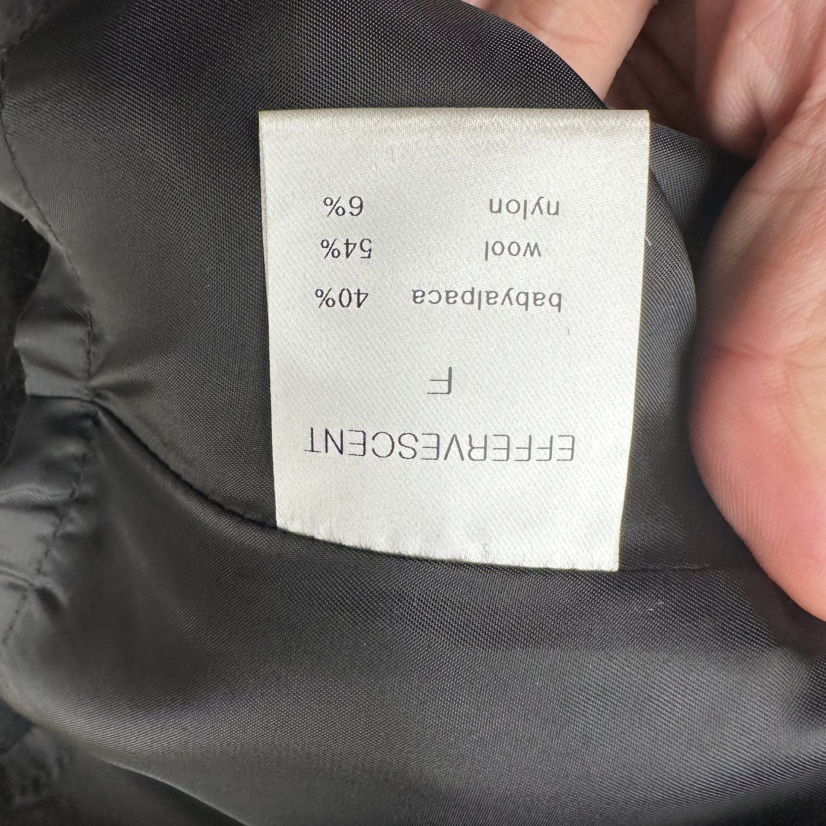 EFFERVESCENT
F
babyalpaca 40%
wool 54%
nylon 6%